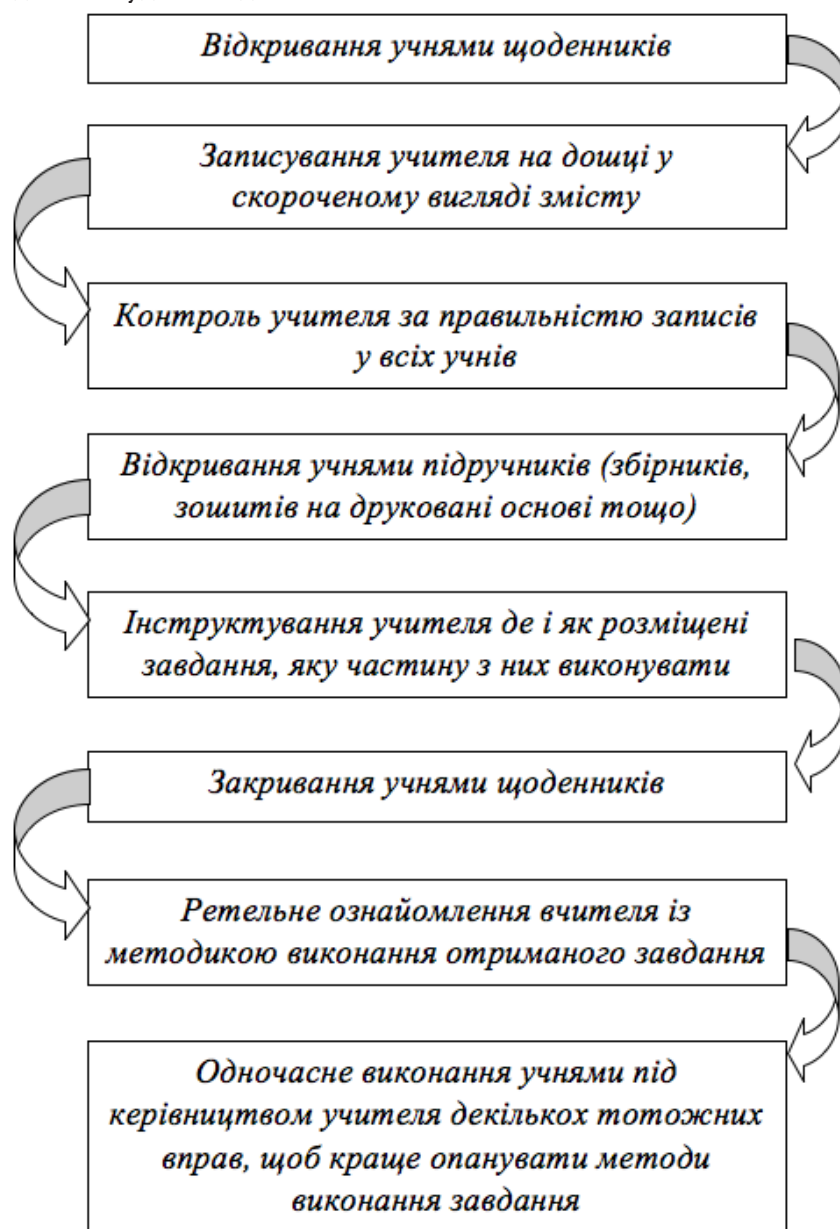 Відкривання учнями щоденників
Записування учителя на дошці у
скороченому вигляді змісту
Контроль учителя за правильністю записів
у всіх учнів
Відкривання учнями підручників (збірників,
зошитів на друковані основі тощо)
Інструктування учителя де і як розміщені
завдання, яку частину з них виконувати
Закривання учнями щоденників
Ретельне ознайомлення вчителя із
методикою виконання отриманого завдання
Одночасне виконання учнями під
керівництвом учителя декількох тотожних
вправ, щоб краще опанувати методи
виконання завдання